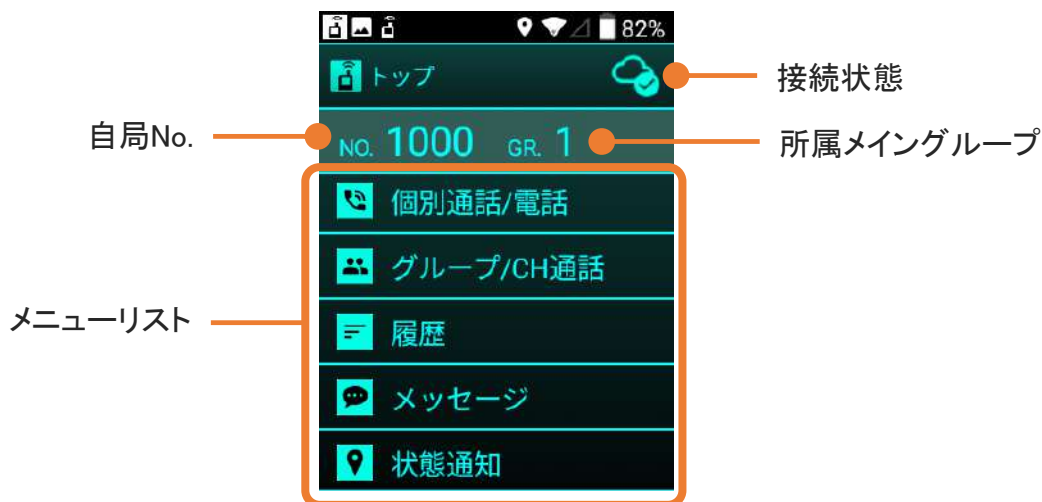 82%
トップ
接続状態
自局No.
NO. 1000 GR. 1
所属メイングループ
個別通話/電話
グループ/CH通話
メニューリスト
履歴
メッセージ
状態通知